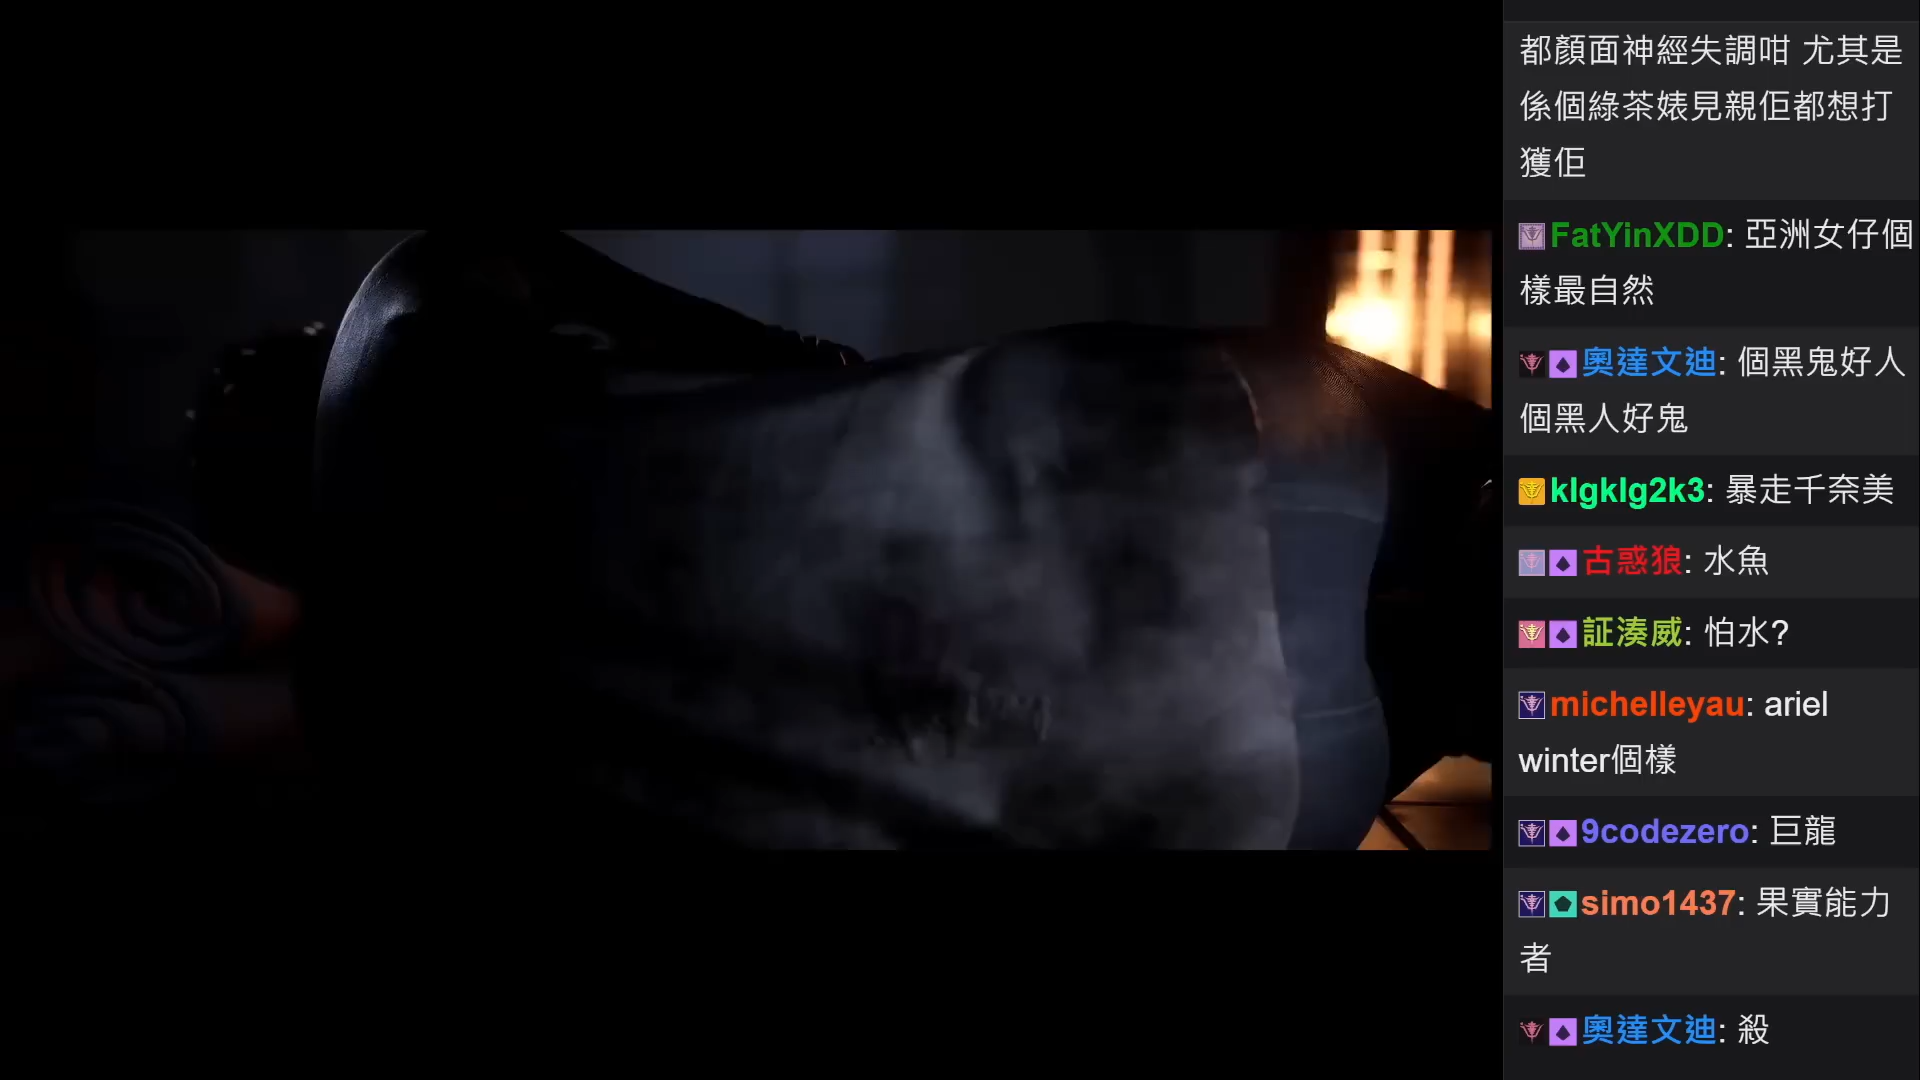 都顏面神經失調咁 尤其是
係個綠茶婊見親佢都想打
獲佢
FatYinXDD: 亞洲女仔個
樣最自然
奧達文迪: 個黑鬼好人
個黑人好鬼
klgklg2k3: 暴走千奈美
古惑狼: 水魚
証湊威: 怕水?
michelleyau: ariel
winter個樣
9codezero: 巨龍
simo1437: 果實能力
者
奧達文迪: 殺